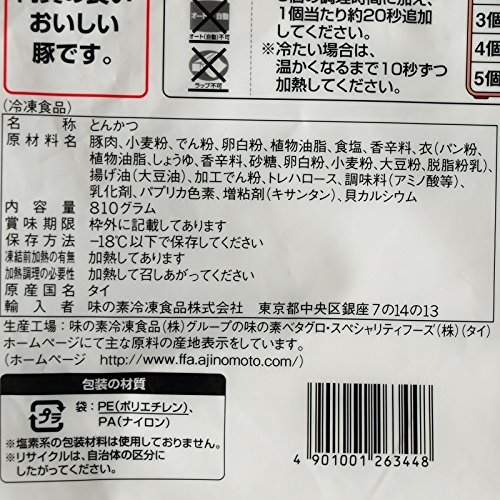 おいしい
豚です。
オート(自動)不可
ラップ不可
1個当たり約20秒追加
してください。
※冷たい場合は、
温かくなるまで10秒ずつ
加熱してください。
3個
4個
5個
(冷凍食品)
名称 とんかつ
原材料名 豚肉、小麦粉、でん粉、卵白粉、植物油脂、食塩、香辛料、衣(パン粉、
植物油脂、しょうゆ、香辛料、砂糖、卵白粉、小麦粉、大豆粉、脱脂粉乳)、
揚げ油(大豆油)、加工でん粉、トレハロース、調味料(アミノ酸等)、
乳化剤、パプリカ色素、増粘剤(キサンタン)、貝カルシウム
内容量 810グラム
賞味期限 枠外に記載してあります
保存方法 -18℃以下で保存してください
凍結前加熱の有無 加熱してあります
加熱調理の必要性 加熱して召しあがってください
原産国名 タイ
輸入者 味の素冷凍食品株式会社 東京都中央区銀座7の14の13
生産工場:味の素冷凍食品(株)グループの味の素ベタグロ・スペシャリティフーズ(株)(タイ)
ホームページにて主な原料の産地表示をしています。
(ホームページ http://www.ffa.ajinomoto.com/)
包装の材質
プラ
袋:PE(ポリエチレン)、
PA(ナイロン)
※塩素系の包装材料は使用しておりません。
※リサイクルは、自治体の区分に
したがってください。
4 901001 263448